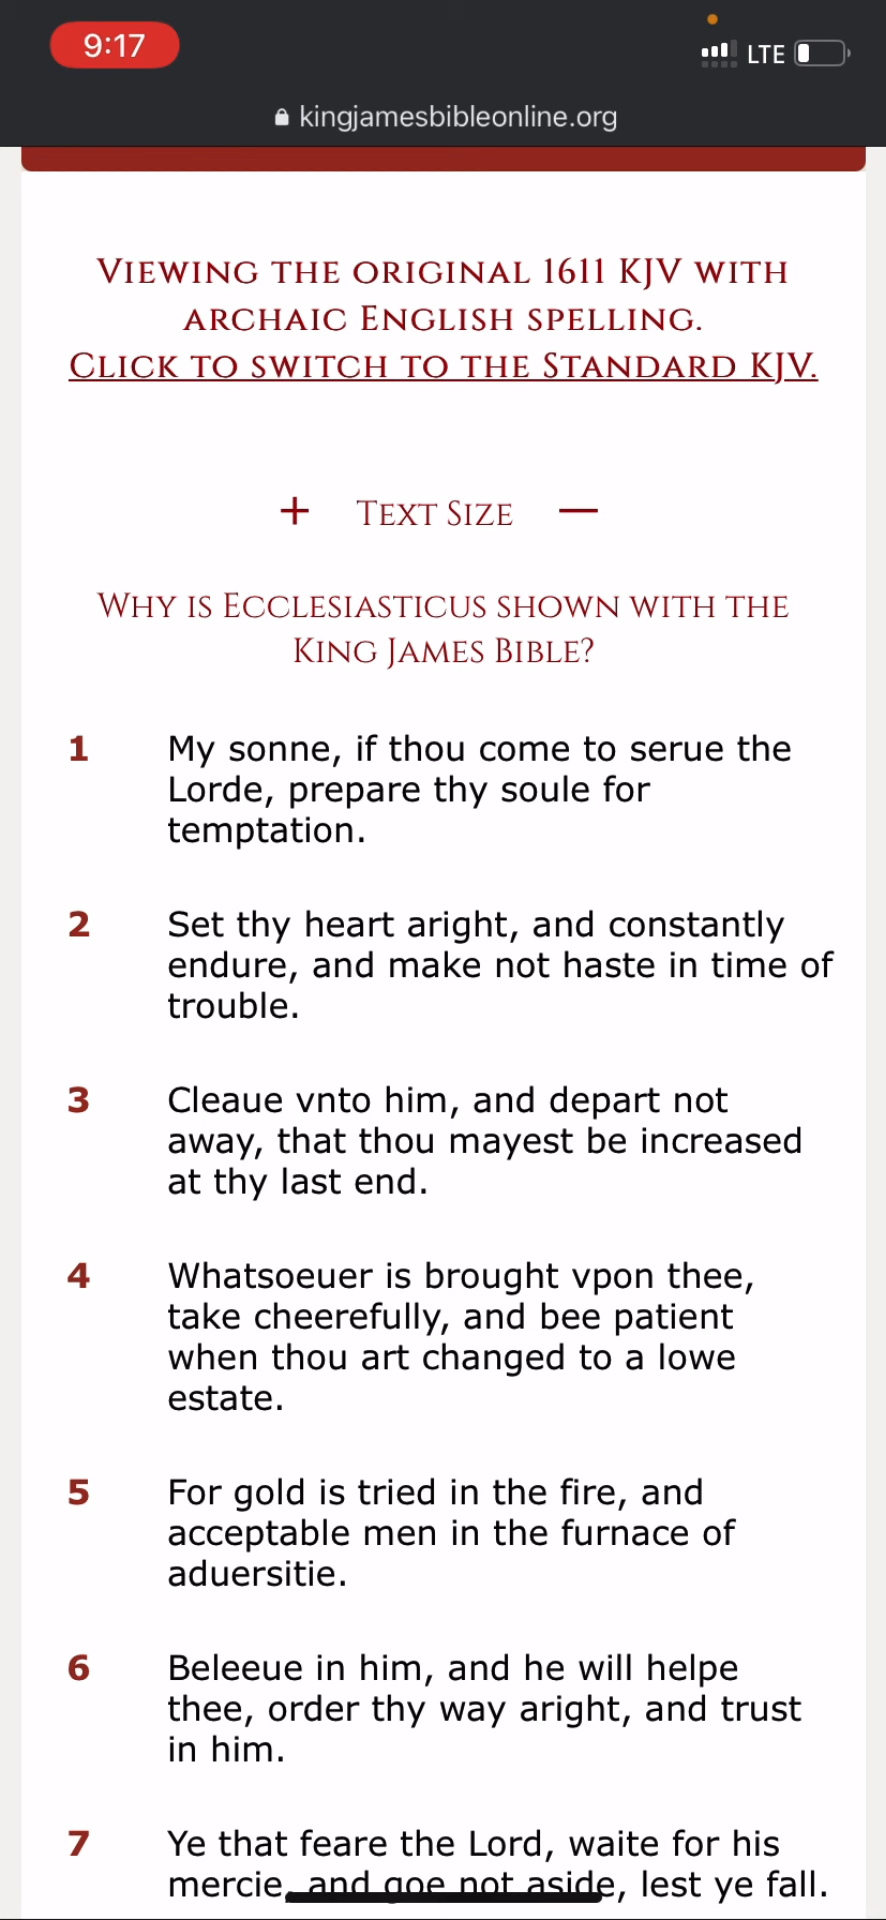 9:17
LTE
kingjamesbibleonline.org
Viewing the original 1611 KJV with
archaic English spelling.
Click to switch to the Standard KJV.
+ Text Size —
Why is Ecclesiasticus shown with the
King James Bible?
1 My sonne, if thou come to serue the
Lorde, prepare thy soule for
temptation.
2 Set thy heart aright, and constantly
endure, and make not haste in time of
trouble.
3 Cleaue vnto him, and depart not
away, that thou mayest be increased
at thy last end.
4 Whatsoeuer is brought vpon thee,
take cheerefully, and bee patient
when thou art changed to a lowe
estate.
5 For gold is tried in the fire, and
acceptable men in the furnace of
aduersitie.
6 Beleeue in him, and he will helpe
thee, order thy way aright, and trust
in him.
7 Ye that feare the Lord, waite for his
mercie, and goe not aside, lest ye fall.